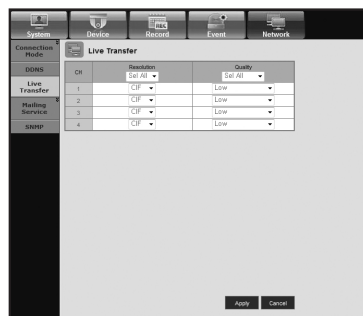 REC
System Device Record Event Network
Connection Mode
DDNS
Live Transfer
Mailing Service
SNMP
Live Transfer
CH Resolution Quality
Sel All Sel All
1 CIF Low
2 CIF Low
3 CIF Low
4 CIF Low
Apply Cancel